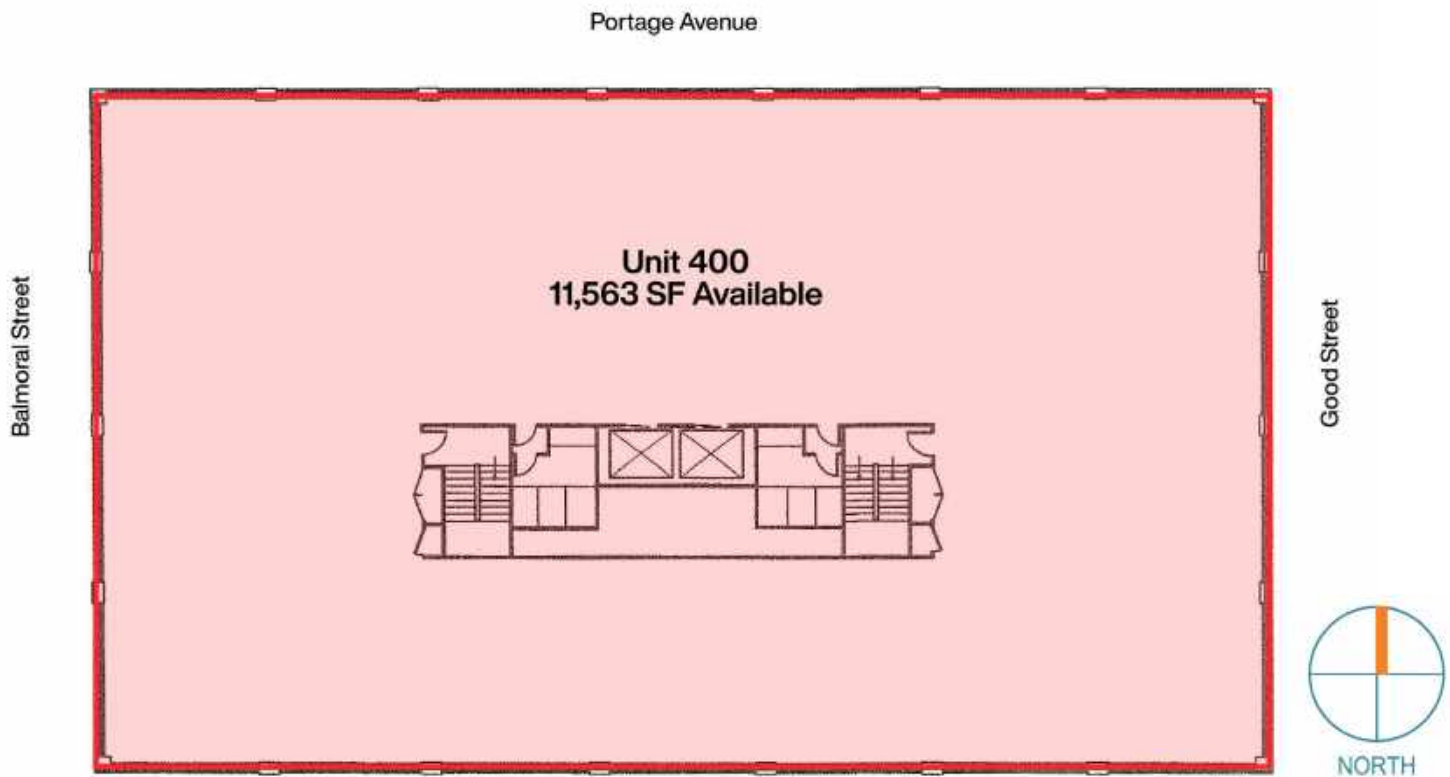 Portage Avenue
Unit 400
11,563 SF Available
Balmoral Street
Good Street
NORTH